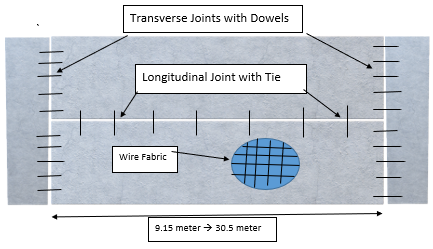 Transverse Joints with Dowels
Longitudinal Joint with Tie
Wire Fabric
9.15 meter → 30.5 meter